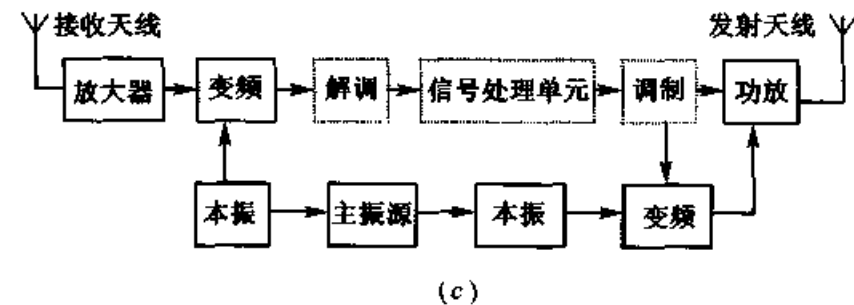 接收天线
发射天线
放大器
变频
解调
信号处理单元
调制
功放
本振
主振源
本振
变频
(c)